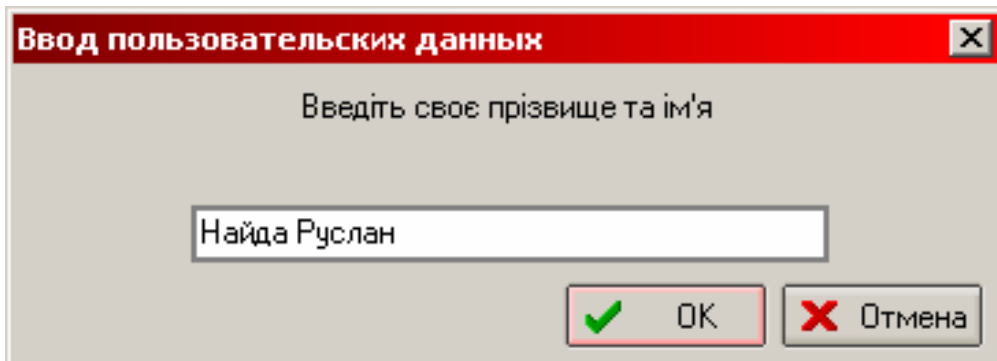 Ввод пользовательских данных
Введіть своє прізвище та ім'я
Найда Руслан
OK Отмена